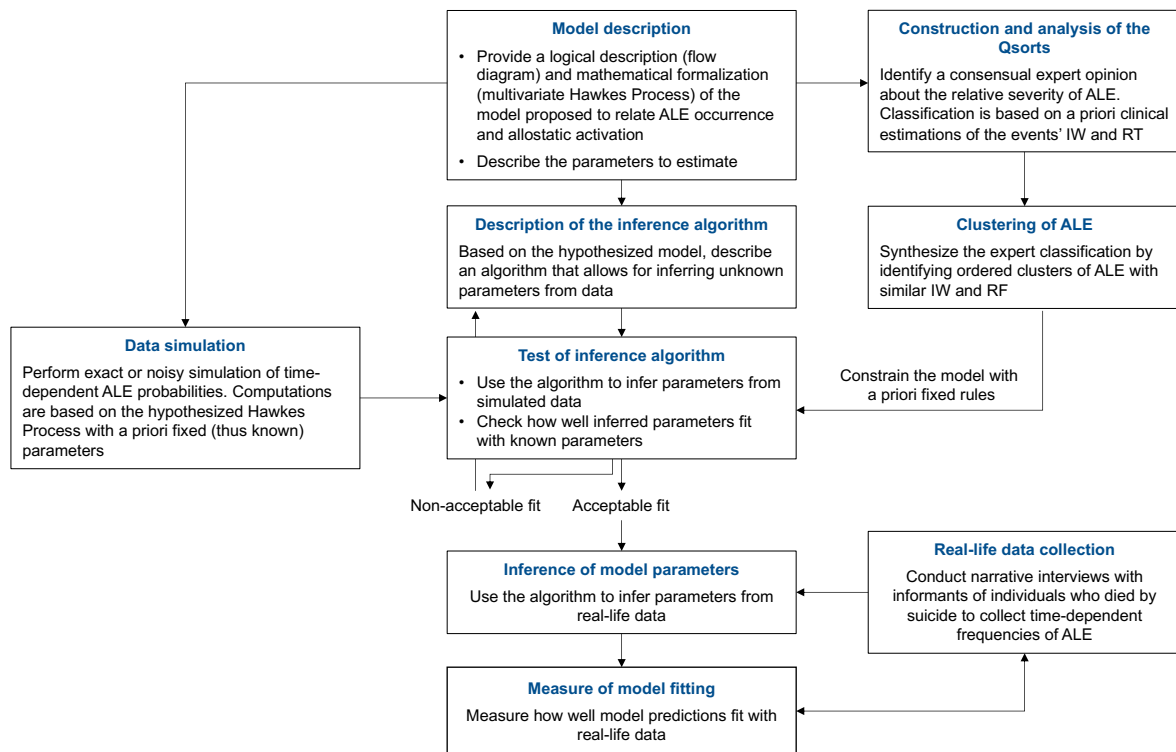 Model description
• Provide a logical description (flow
diagram) and mathematical formalization
(multivariate Hawkes Process) of the
model proposed to relate ALE occurrence
and allostatic activation
• Describe the parameters to estimate
Construction and analysis of the
Qsorts
Identify a consensual expert opinion
about the relative severity of ALE.
Classification is based on a priori clinical
estimations of the events' IW and RT
Description of the inference algorithm
Based on the hypothesized model, describe
an algorithm that allows for inferring unknown
parameters from data
Clustering of ALE
Synthesize the expert classification by
identifying ordered clusters of ALE with
similar IW and RF
Data simulation
Perform exact or noisy simulation of time-
dependent ALE probabilities. Computations
are based on the hypothesized Hawkes
Process with a priori fixed (thus known)
parameters
Test of inference algorithm
• Use the algorithm to infer parameters from
simulated data
• Check how well inferred parameters fit
with known parameters
Constrain the model with
a priori fixed rules
Non-acceptable fit
Acceptable fit
Inference of model parameters
Use the algorithm to infer parameters from
real-life data
Real-life data collection
Conduct narrative interviews with
informants of individuals who died by
suicide to collect time-dependent
frequencies of ALE
Measure of model fitting
Measure how well model predictions fit with
real-life data